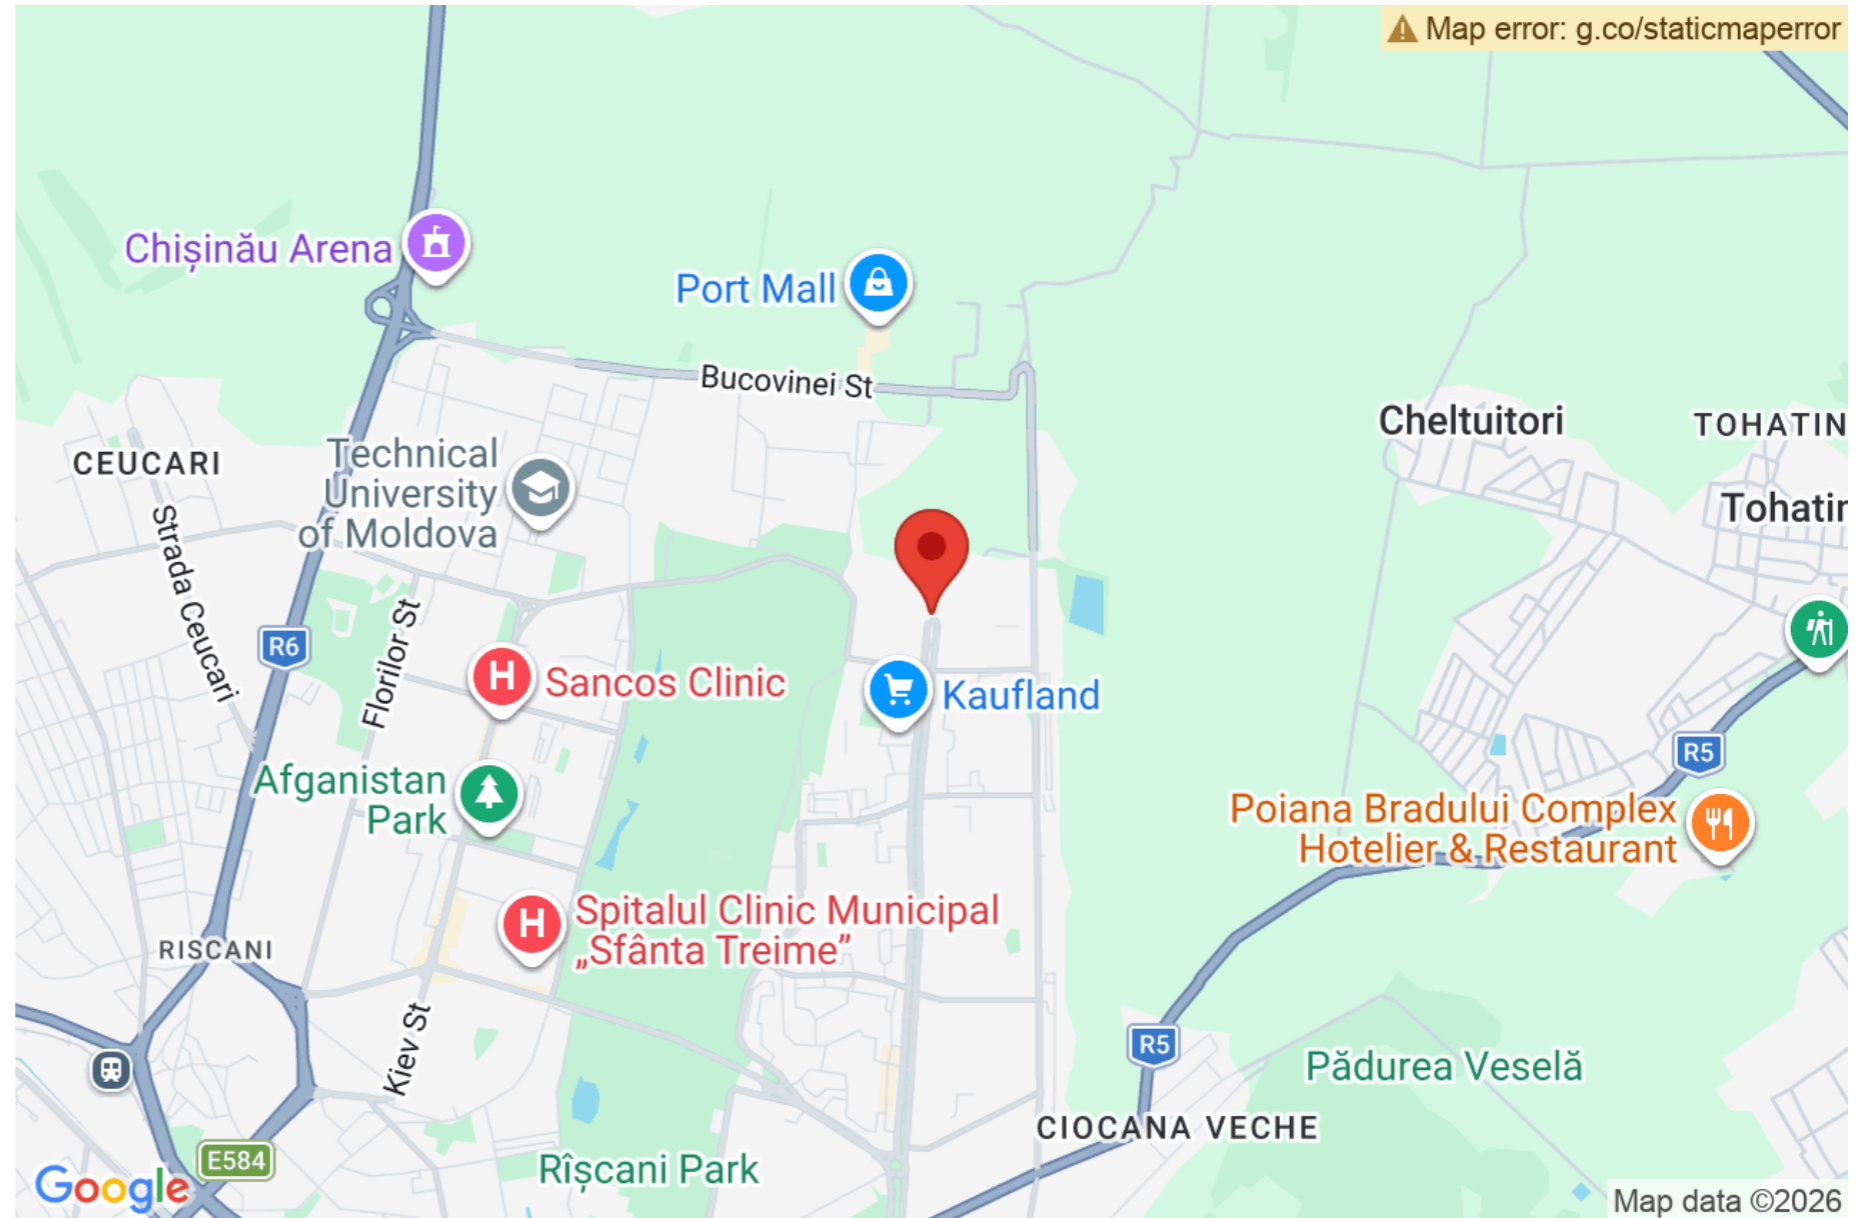 Map error: g.co/staticmaperror
Chișinău Arena
Port Mall
Bucovinei St
Cheltuitori
TOHATIN
CEUCARI
Technical
University
of Moldova
Tohatin
Strada Ceucari
Florilor St
R6
Sancos Clinic
Kaufland
R5
Afganistan
Park
Poiana Bradului Complex
Hotelier & Restaurant
H
H
Spitalul Clinic Municipal
„Sfânta Treime”
RISCANI
Kiev St
R5
Pădurea Veselă
CIOCANA VECHE
E584
Rîșcani Park
Google
Map data ©2026